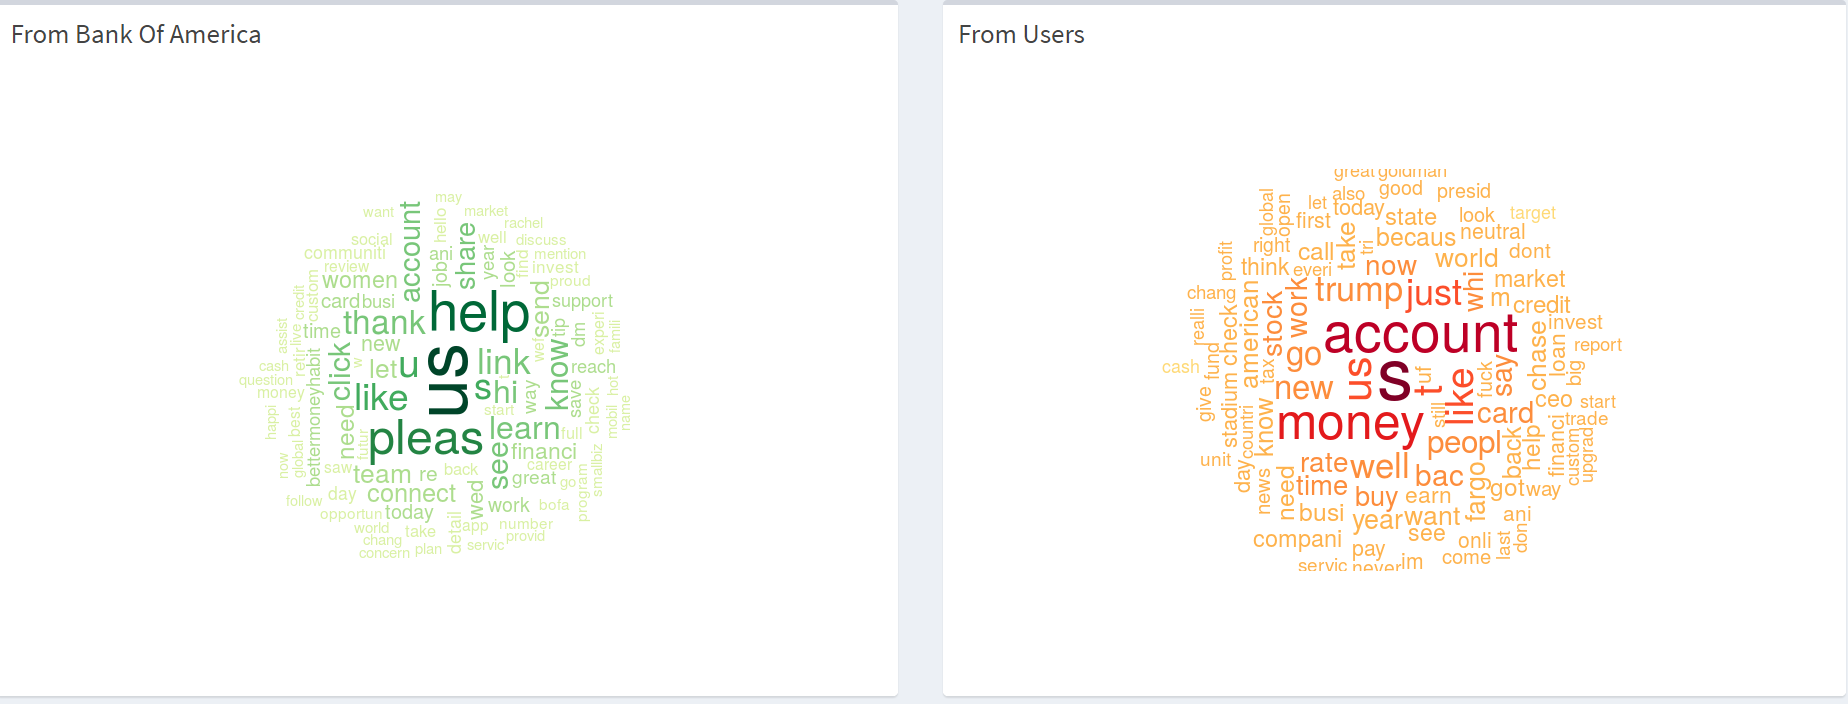 From Bank Of America
may
want
account
hello
market
share
rachel
social
well
discuss
communiti
ani
year
look
find
mention
review
job
invest
women
custom
credit
send
proud
card
busi
help
support
time
thank
tip
dm
experi
famili
assist
live
new
us
link
wef
know
cash
retir
habit
click
w
let
u
reach
question
shi
way
save
hot
money
like
start
check
mobil
name
happi
best
bettermoney
need
futur
pleas
learn
full
now
global
saw
team
re
back
see
financi
career
great
go
program
smallbiz
follow
day
connect
wed
work
bofa
opportun
today
detail
world
take
app
number
chang
provid
concern
plan
servic
From Users
great
goldman
also
good
presid
global
open
let
today
first
state
look
target
take
tri
becaus
neutral
profit
right
call
world
dont
think
everi
now
whi
market
chang
american
work
trump
just
m
credit
realli
check
stock
account
chase
invest
loan
report
cash
fund
tax
go
us
s
uf
t
like
fuck
say
big
give
stadium
countri
know
new
still
card
ceo
start
money
trade
peopl
back
help
financi
custom
upgrad
unit
day
news
need
rate
well
bac
fargo
time
buy
earn
got
way
busi
year
want
ani
compani
see
onli
last
don
pay
come
servic
never
im